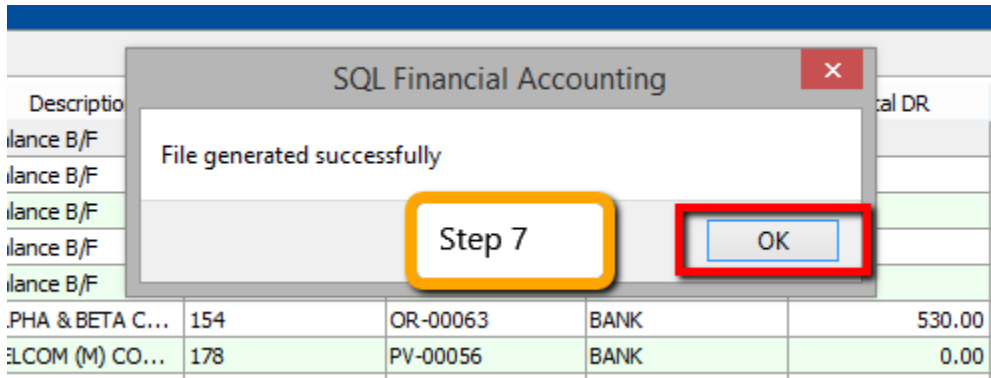 SQL Financial Accounting
Descriptio tal DR
lance B/F
File generated successfully
lance B/F
lance B/F
Step 7
OK
lance B/F
lance B/F
PHA & BETA C... 154 OR-00063 BANK 530.00
ELCOM (M) CO... 178 PV-00056 BANK 0.00